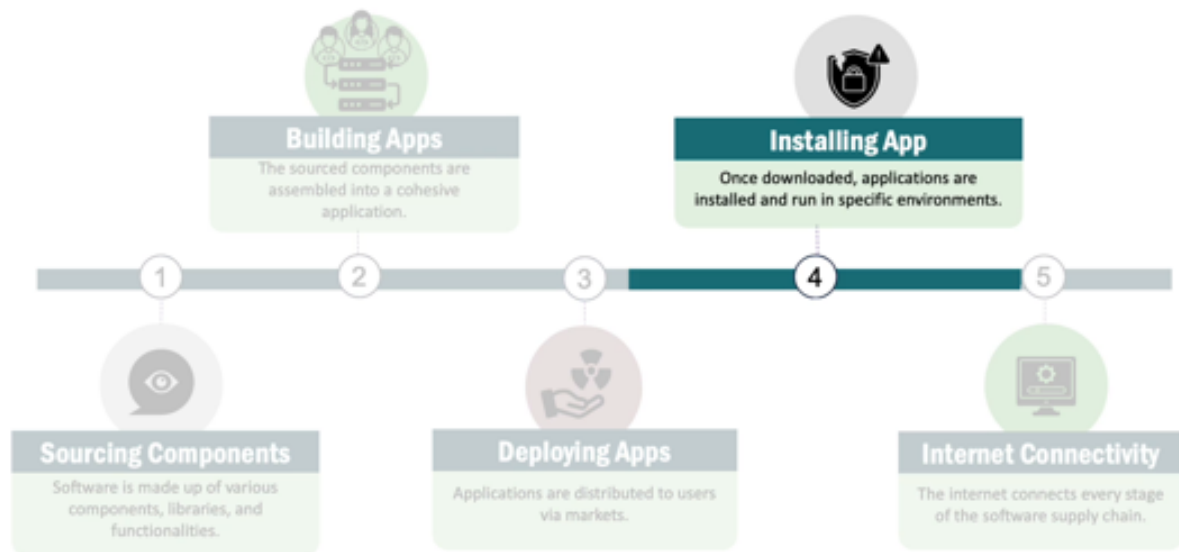 Building Apps
The sourced components are
assembled into a cohesive
application.
Installing App
Once downloaded, applications are
installed and run in specific environments.
1
2
3
4
5
Sourcing Components
Software is made up of various
components, libraries, and
functionalities.
Deploying Apps
Applications are distributed to users
via markets.
Internet Connectivity
The internet connects every stage
of the software supply chain.